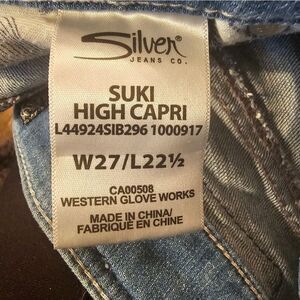 Silver
JEANS CO.
SUKI
HIGH CAPRI
L44924SIB296 1000917
W27/L22½
CA00508
WESTERN GLOVE WORKS
MADE IN CHINA/
FABRIQUÉ EN CHINE